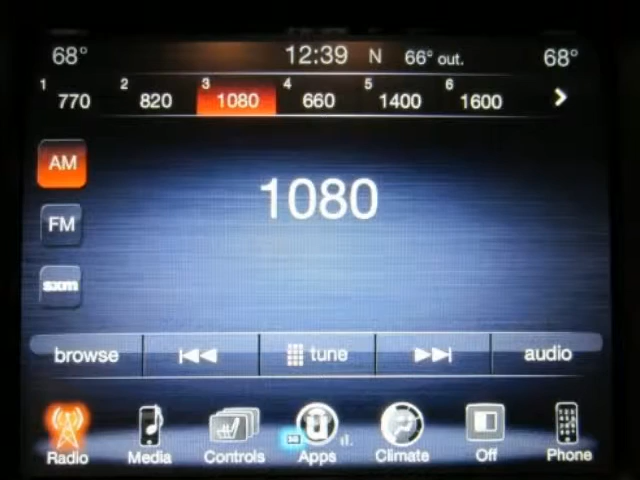 68° 12:39 N 66° out. 68°
1 770 2 820 3 1080 4 660 5 1400 6 1600
AM
1080
FM
sxm
browse tune audio
Radio Media Controls Apps Climate Off Phone